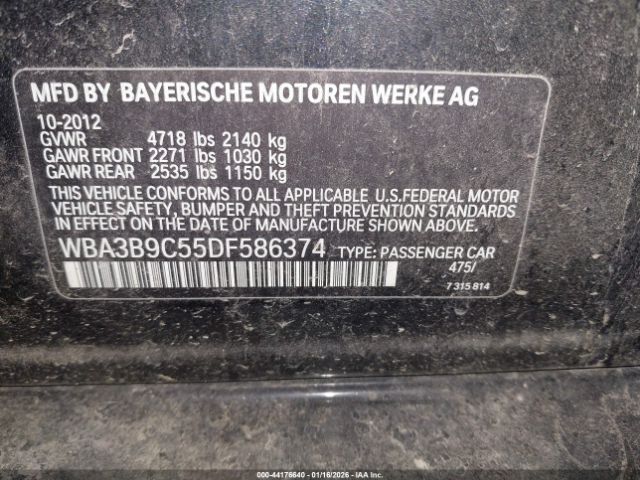 MFD BY BAYERISCHE MOTOREN WERKE AG
10-2012
GVWR 4718 lbs 2140 kg
GAWR FRONT 2271 lbs 1030 kg
GAWR REAR 2535 lbs 1150 kg
THIS VEHICLE CONFORMS TO ALL APPLICABLE U.S.FEDERAL MOTOR
VEHICLE SAFETY, BUMPER AND THEFT PREVENTION STANDARDS
IN EFFECT ON THE DATE OF MANUFACTURE SHOWN ABOVE.
WBA3B9C55DF586374 TYPE: PASSENGER CAR
475/
7 315 814
000-44176640 - 01/16/2026 - IAA Inc.